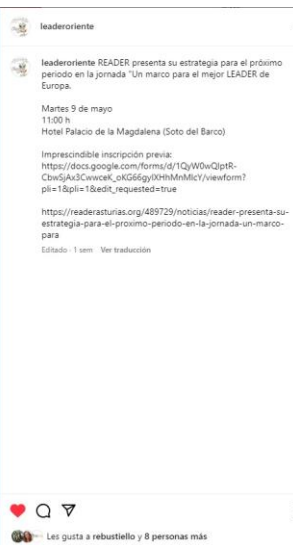 leaderoriente
leaderoriente READER presenta su estrategia para el próximo
periodo en la jornada "Un marco para el mejor LEADER de
Europa.
Martes 9 de mayo
11:00 h
Hotel Palacio de la Magdalena (Soto del Barco)
Imprescindible inscripción previa:
https://docs.google.com/forms/d/1QyW0wQlptR-
CbwSjAx3CwwceK_oKG66gylXHhMnMlcY/viewform?
pli=1&pli=1&edit_requested=true
https://readerasturias.org/489729/noticias/reader-presenta-su-
estrategia-para-el-proximo-periodo-en-la-jornada-un-marco-
para
Editado · 1 sem Ver traducción
Les gusta a rebustiello y 8 personas más